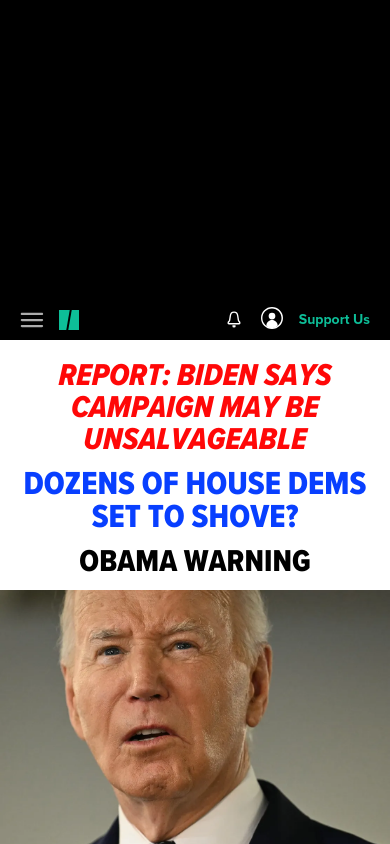 Support Us
REPORT: BIDEN SAYS
CAMPAIGN MAY BE
UNSALVAGEABLE
DOZENS OF HOUSE DEMS
SET TO SHOVE?
OBAMA WARNING